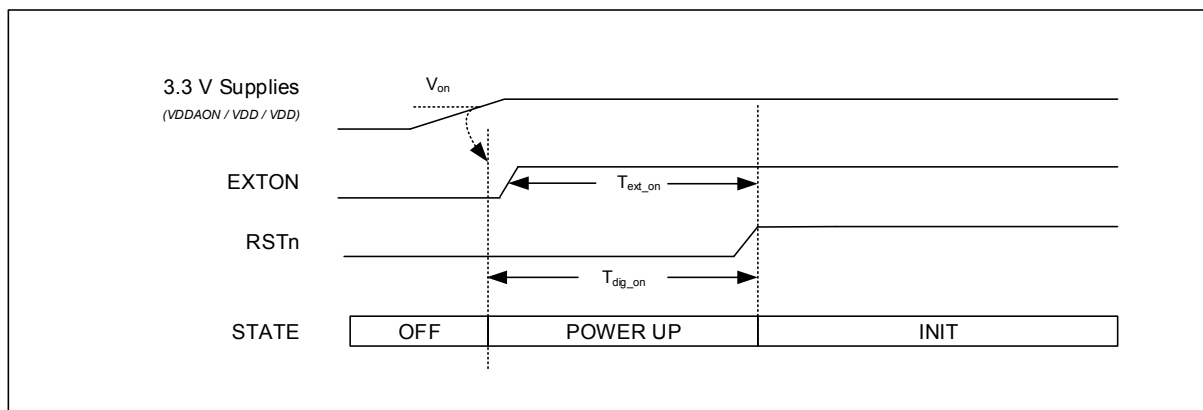 3.3 V Supplies
(VDDAON / VDD / VDD)
Von
EXTON
Text_on
RSTn
Tdig_on
STATE
OFF
POWER UP
INIT